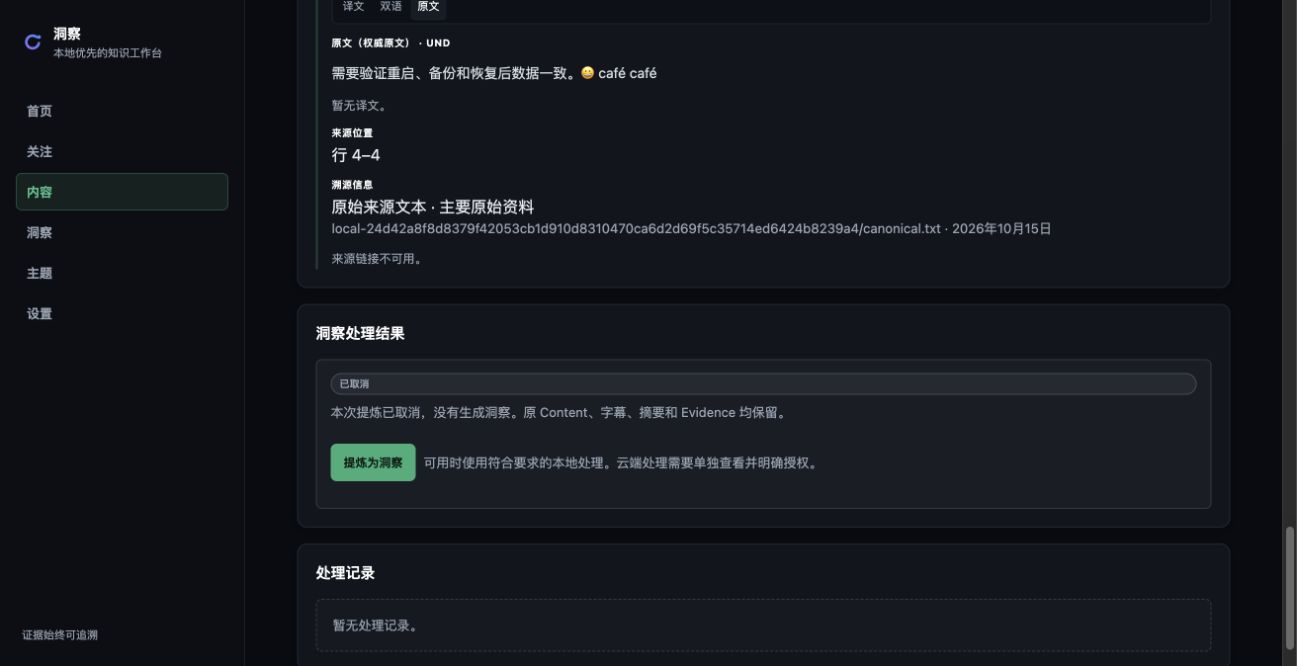 洞察
本地优先的知识工作台
首页
关注
内容
洞察
主题
设置
证据始终可追溯
译文 双语 原文
原文（权威原文） · UND
需要验证重启、备份和恢复后数据一致。😀 café café
暂无译文。
来源位置
行 4–4
溯源信息
原始来源文本 · 主要原始资料
local-24d42a8f8d8379f42053cb1d910d8310470ca6d2d69f5c35714ed6424b8239a4/canonical.txt · 2026年10月15日
来源链接不可用。
洞察处理结果
已取消
本次提炼已取消，没有生成洞察。原 Content、字幕、摘要和 Evidence 均保留。
提炼为洞察 可用时使用符合要求的本地处理。云端处理需要单独查看并明确授权。
处理记录
暂无处理记录。